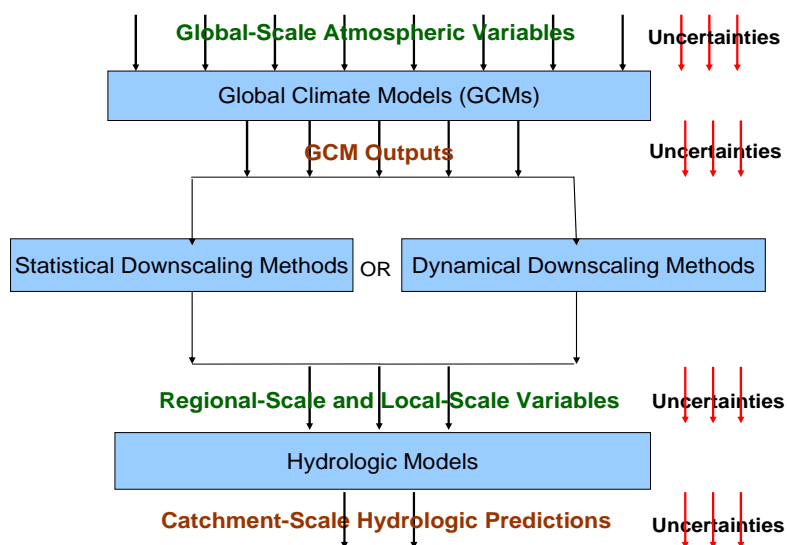 Global-Scale Atmospheric Variables
Uncertainties
Global Climate Models (GCMs)
GCM Outputs
Uncertainties
Statistical Downscaling Methods
OR
Dynamical Downscaling Methods
Regional-Scale and Local-Scale Variables
Uncertainties
Hydrologic Models
Catchment-Scale Hydrologic Predictions
Uncertainties